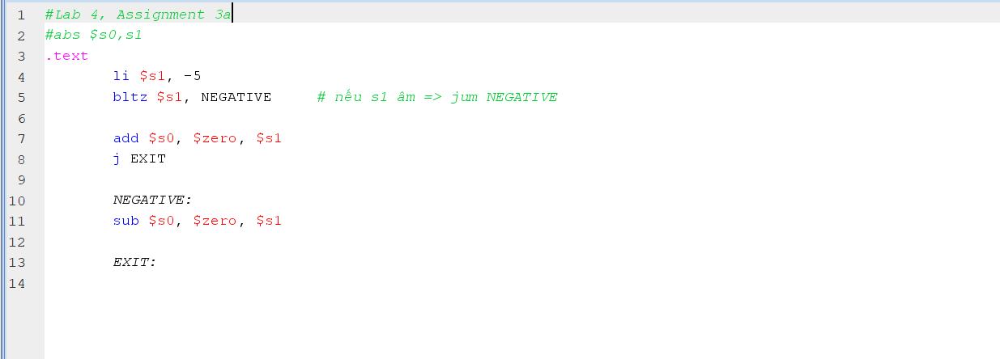 1 #Lab 4, Assignment 3a
2 #abs $s0,s1
3 .text
4 li $s1, -5
5 bltz $s1, NEGATIVE # nếu s1 âm => jum NEGATIVE
6
7 add $s0, $zero, $s1
8 j EXIT
9
10 NEGATIVE:
11 sub $s0, $zero, $s1
12
13 EXIT:
14